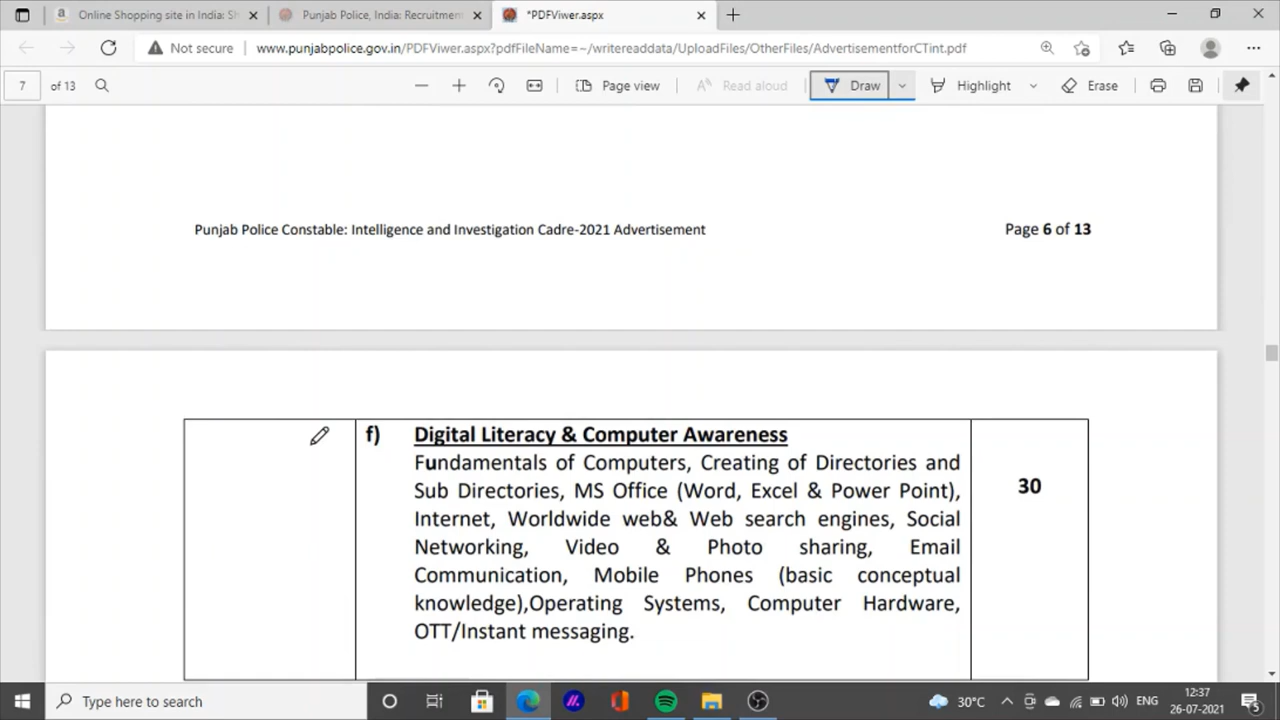 Online Shopping site in India: Sh
Punjab Police, India: Recruitmen
*PDFViwer.aspx
Not secure
www.punjabpolice.gov.in/PDFViwer.aspx?pdfFileName=~/writereaddata/UploadFiles/OtherFiles/AdvertisementforCTint.pdf
7 of 13
Page view
Read aloud
Draw
Highlight
Erase
Punjab Police Constable: Intelligence and Investigation Cadre-2021 Advertisement
Page 6 of 13
f) Digital Literacy & Computer Awareness
Fundamentals of Computers, Creating of Directories and
Sub Directories, MS Office (Word, Excel & Power Point),
Internet, Worldwide web& Web search engines, Social
Networking, Video & Photo sharing, Email
Communication, Mobile Phones (basic conceptual
knowledge),Operating Systems, Computer Hardware,
OTT/Instant messaging.
30
Type here to search
30°C
ENG
12:37
26-07-2021
5